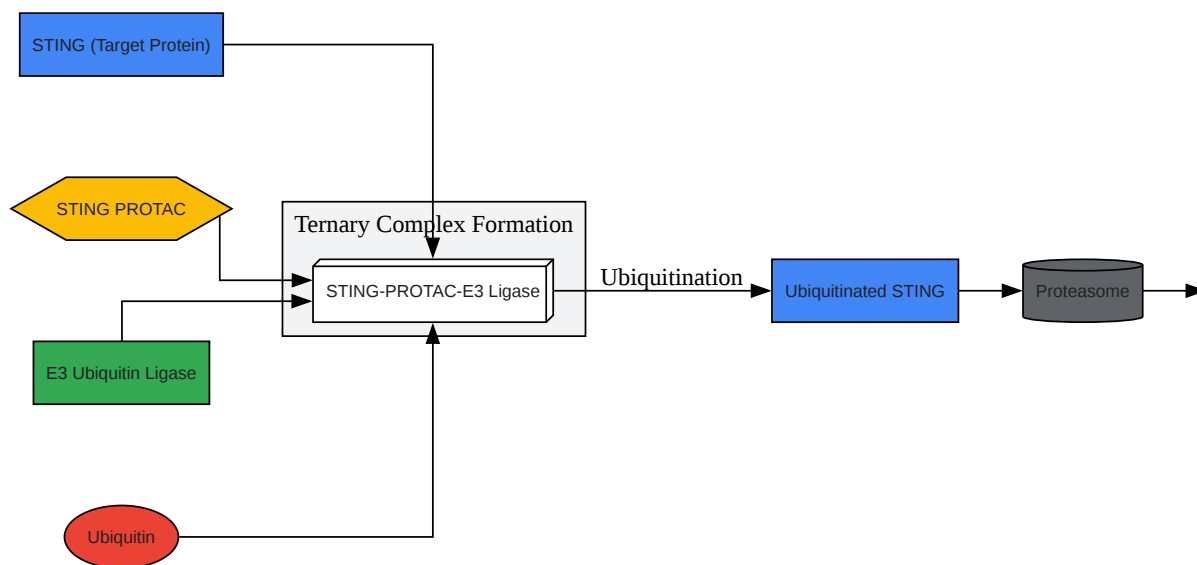 STING (Target Protein)
STING PROTAC
Ternary Complex Formation
STING-PROTAC-E3 Ligase
Ubiquitination
Ubiquitinated STING
Proteasome
E3 Ubiquitin Ligase
Ubiquitin